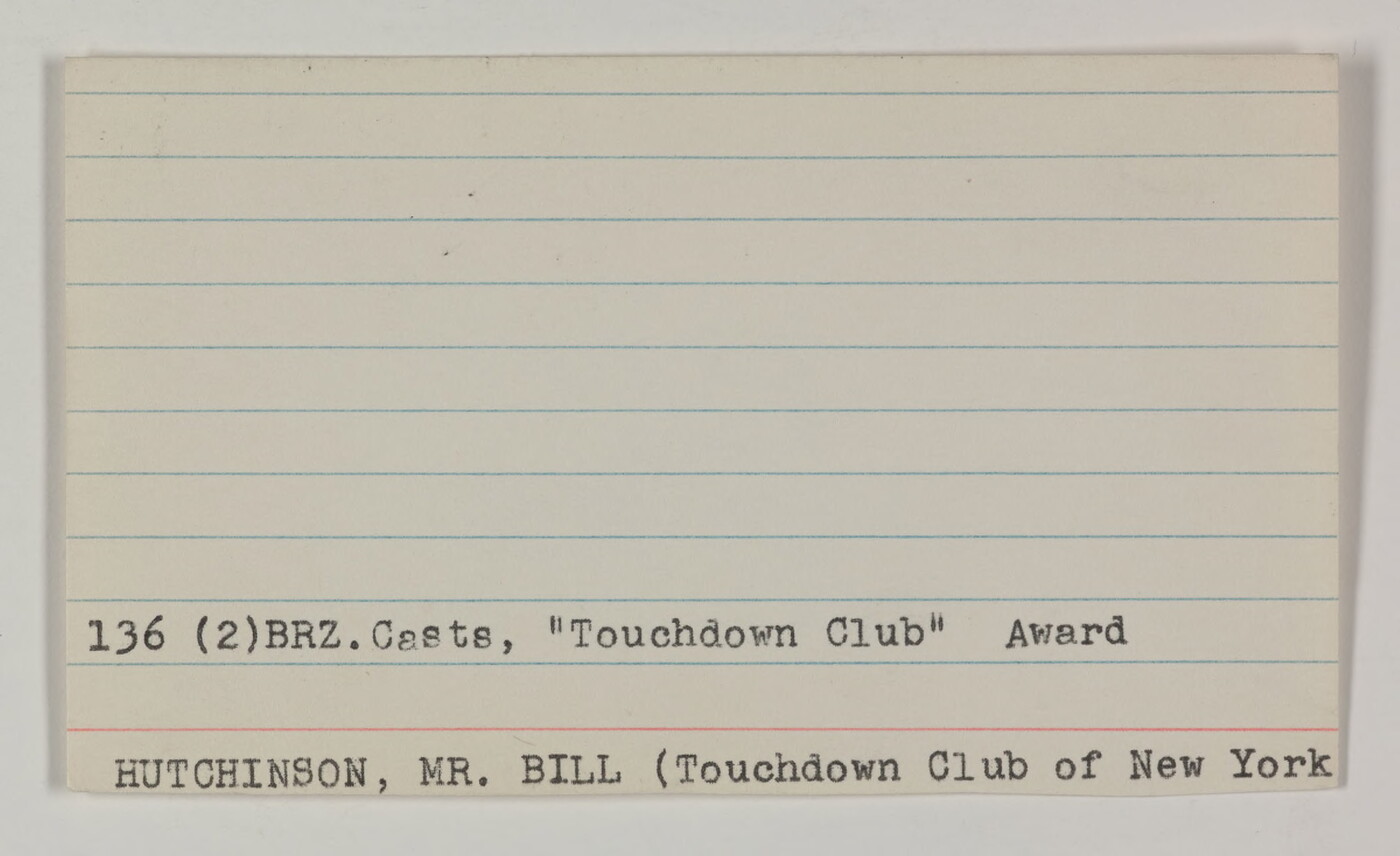 136 (2)BRZ.Casts, "Touchdown Club" Award
HUTCHINSON, MR. BILL (Touchdown Club of New York